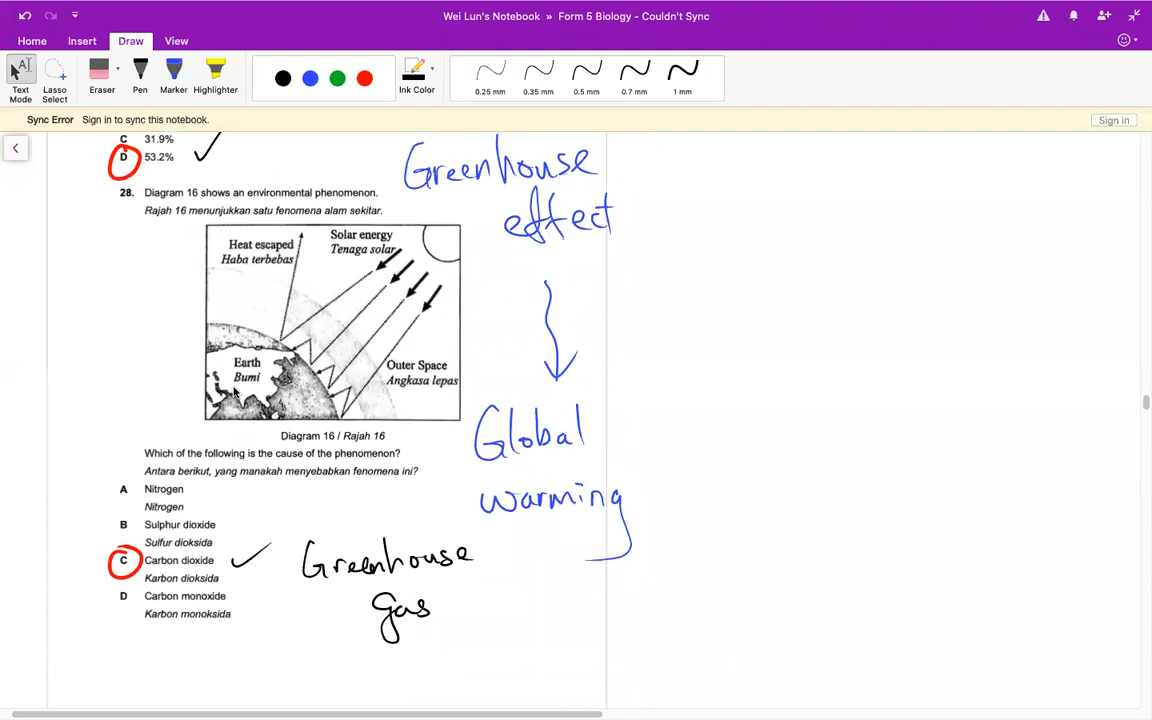 Wei Lun's Notebook » Form 5 Biology - Couldn't Sync
Home Insert Draw View
Text Mode
Lasso Select
Eraser
Pen
Marker
Highlighter
Ink Color
0.25 mm
0.35 mm
0.5 mm
0.7 mm
1 mm
Sync Error Sign in to sync this notebook.
Sign in
C 31.9%
D 53.2%
Greenhouse
effect
Global
warming
28. Diagram 16 shows an environmental phenomenon.
Rajah 16 menunjukkan satu fenomena alam sekitar.
Heat escaped
Haba terbebas
Solar energy
Tenaga solar
Earth
Bumi
Outer Space
Angkasa lepas
Diagram 16 / Rajah 16
Which of the following is the cause of the phenomenon?
Antara berikut, yang manakah menyebabkan fenomena ini?
A Nitrogen
Nitrogen
B Sulphur dioxide
Sulfur dioksida
C Carbon dioxide
Karbon dioksida
D Carbon monoxide
Karbon monoksida
Greenhouse
gas